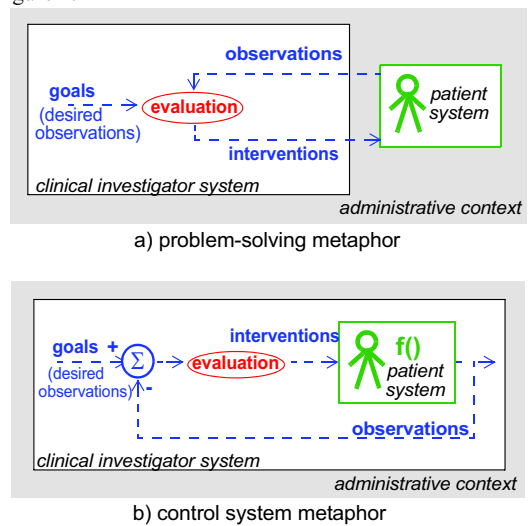 observations
goals
(desired
observations)
evaluation
patient
system
interventions
clinical investigator system
administrative context
a) problem-solving metaphor
goals +
(desired
observations)
Σ
-
evaluation
interventions
f()
patient
system
observations
clinical investigator system
administrative context
b) control system metaphor